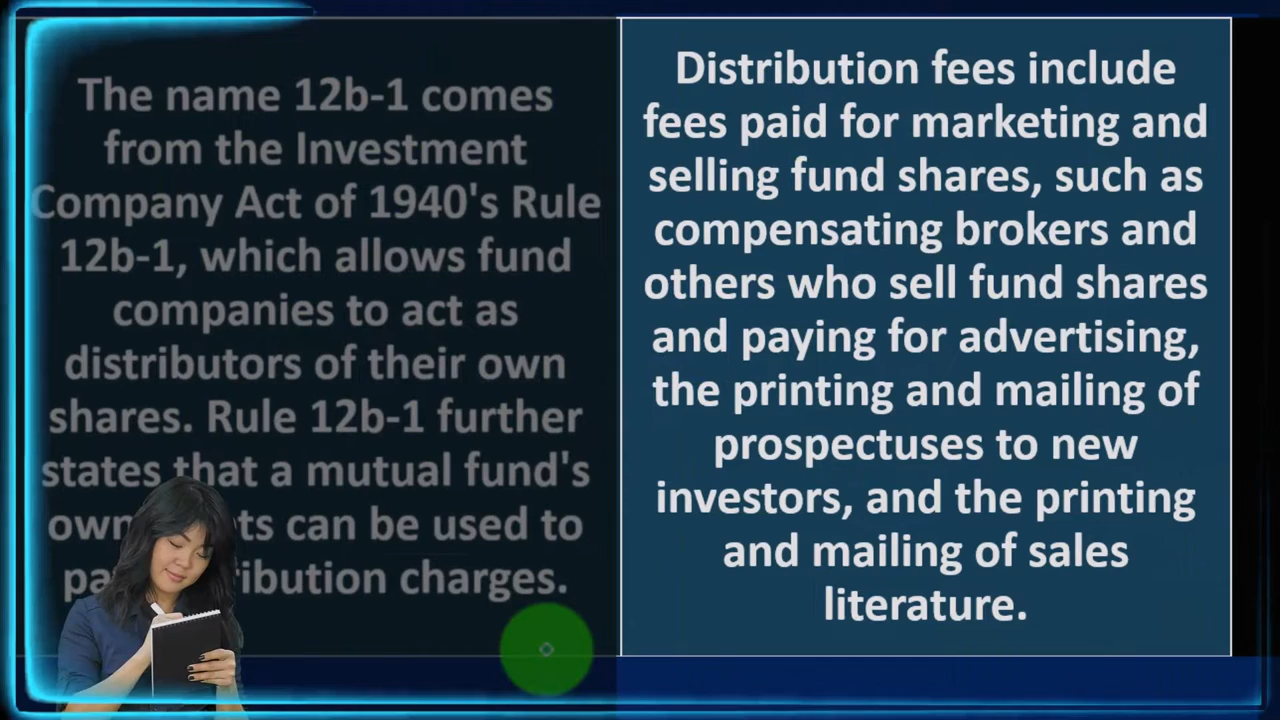 The name 12b-1 comes
from the Investment
Company Act of 1940's Rule
12b-1, which allows fund
companies to act as
distributors of their own
shares. Rule 12b-1 further
states that a mutual fund's
own can be used to
distribution charges.
Distribution fees include
fees paid for marketing and
selling fund shares, such as
compensating brokers and
others who sell fund shares
and paying for advertising,
the printing and mailing of
prospectuses to new
investors, and the printing
and mailing of sales
literature.